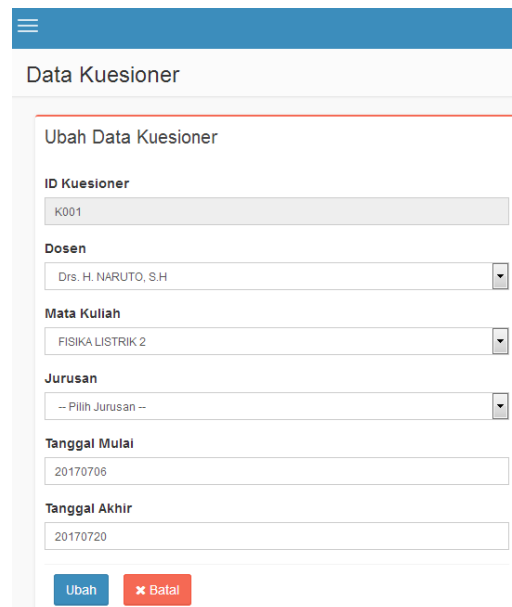 Data Kuesioner
Ubah Data Kuesioner
ID Kuesioner
K001
Dosen
Drs. H. NARUTO, S.H
Mata Kuliah
FISIKA LISTRIK 2
Jurusan
-- Pilih Jurusan --
Tanggal Mulai
20170706
Tanggal Akhir
20170720
Ubah
Batal